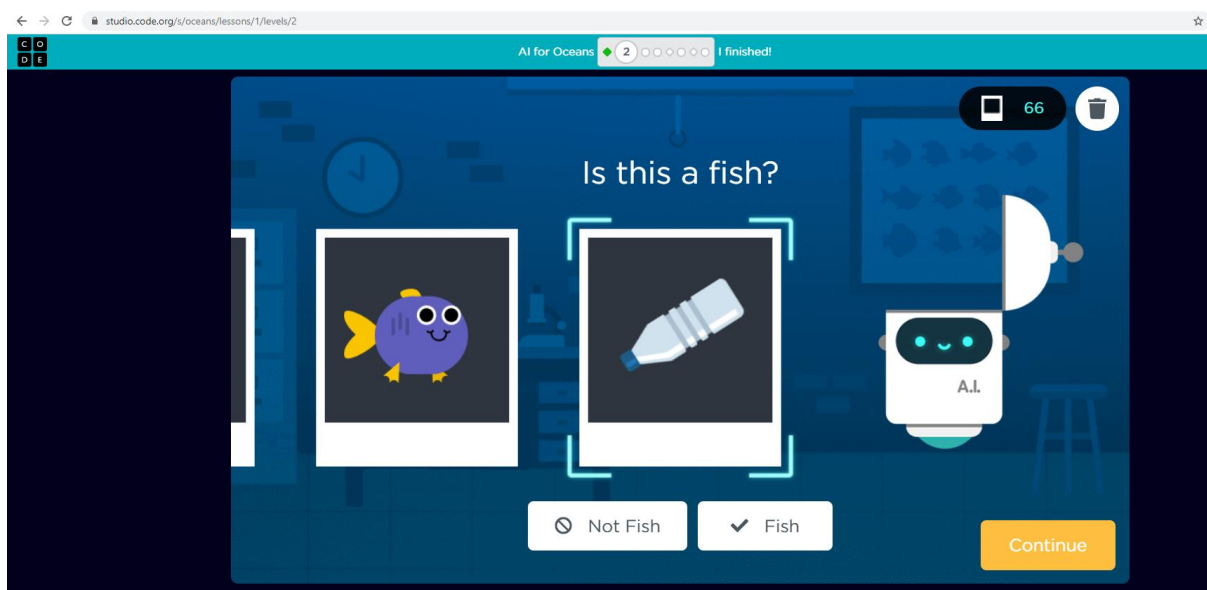 studio.code.org/s/oceans/lessons/1/levels/2
C O
D E
AI for Oceans
2
I finished!
66
Is this a fish?
A.I.
Not Fish
Fish
Continue